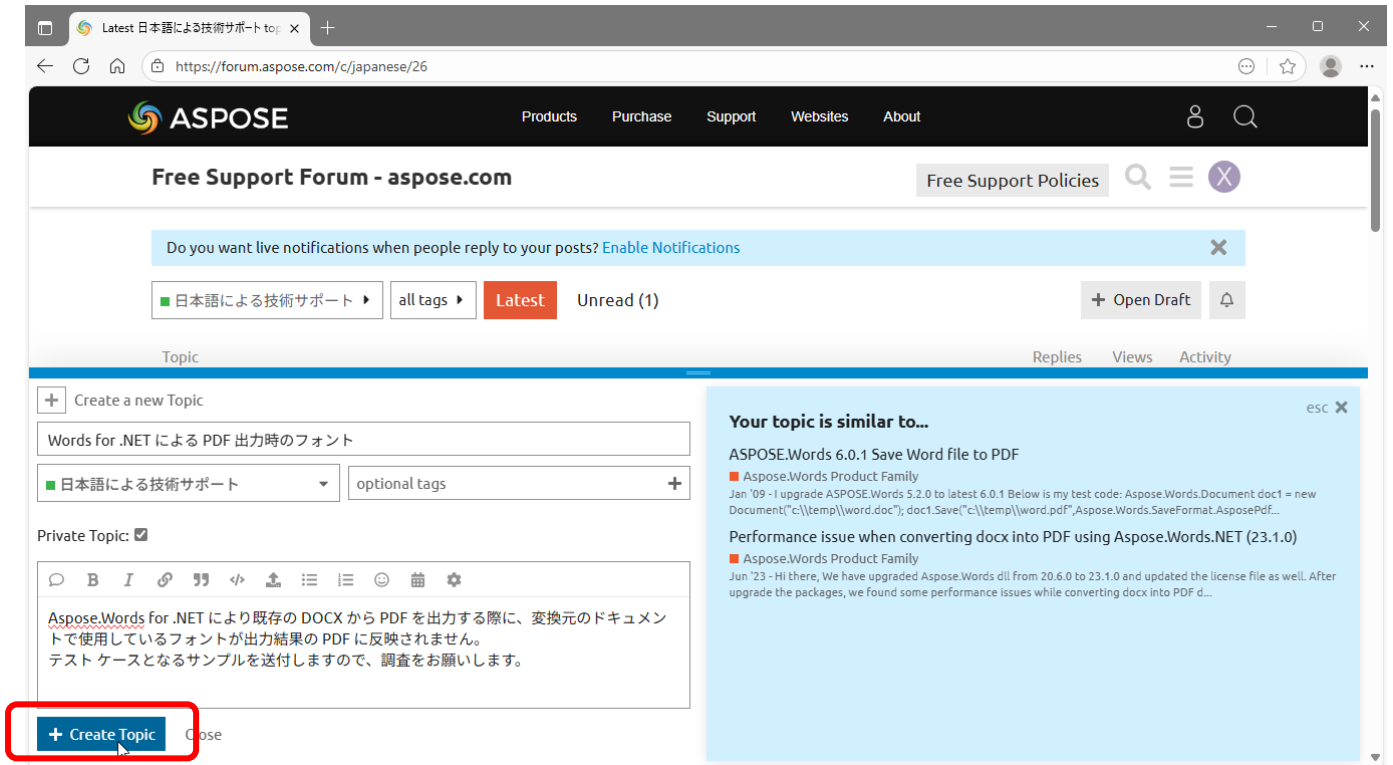 Latest 日本語による技術サポート top
https://forum.aspose.com/c/japanese/26
ASPOSE
Products Purchase Support Websites About
Free Support Forum - aspose.com
Free Support Policies
X
Do you want live notifications when people reply to your posts? Enable Notifications
日本語による技術サポート
all tags
Latest
Unread (1)
+ Open Draft
Topic Replies Views Activity
Create a new Topic
Words for .NET による PDF 出力時のフォント
日本語による技術サポート
optional tags
Private Topic:
B I
Aspose.Words for .NET により既存の DOCX から PDF を出力する際に、変換元のドキュメン
トで使用しているフォントが出力結果の PDF に反映されません。
テスト ケースとなるサンプルを送付しますので、調査をお願いします。
+ Create Topic
Close
esc
Your topic is similar to...
ASPOSE.Words 6.0.1 Save Word file to PDF
Aspose.Words Product Family
Jan '09 - I upgrade ASPOSE.Words 5.2.0 to latest 6.0.1 Below is my test code: Aspose.Words.Document doc1 = new
Document("c:\\temp\\word.doc"); doc1.Save("c:\\temp\\word.pdf",Aspose.Words.SaveFormat.AsposePdf...
Performance issue when converting docx into PDF using Aspose.Words.NET (23.1.0)
Aspose.Words Product Family
Jun '23 - Hi there, We have upgraded Aspose.Words dll from 20.6.0 to 23.1.0 and updated the license file as well. After
upgrade the packages, we found some performance issues while converting docx into PDF d...